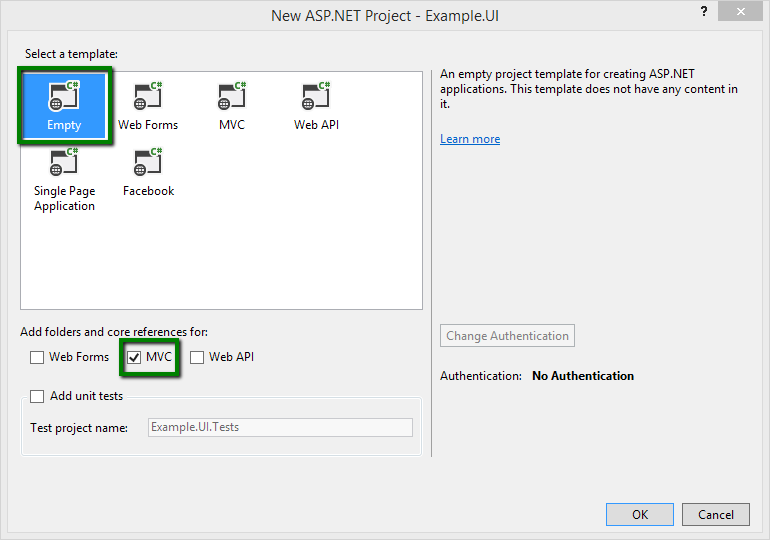 New ASP.NET Project - Example.UI
? ×
Select a template:
C# C# C# C#
Empty Web Forms MVC Web API
C# C#
Single Page Facebook
Application
An empty project template for creating ASP.NET
applications. This template does not have any content in
it.
Learn more
Add folders and core references for:
Web Forms MVC Web API
Add unit tests
Test project name: Example.UI.Tests
Change Authentication
Authentication: No Authentication
OK Cancel